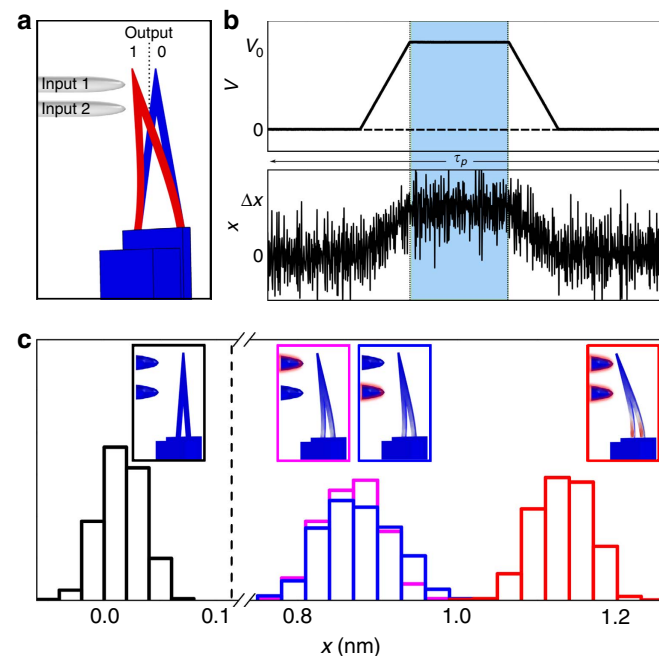 a
Output
1 0
Input 1
Input 2
b
V₀
V
0
τₚ
Δx
x
0
c
0.0 0.1 0.8 1.0 1.2
x (nm)